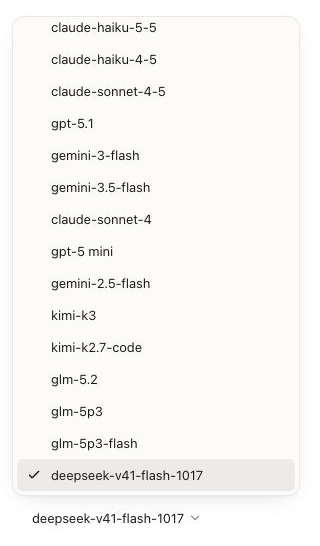 claude-haiku-5-5
claude-haiku-4-5
claude-sonnet-4-5
gpt-5.1
gemini-3-flash
gemini-3.5-flash
claude-sonnet-4
gpt-5 mini
gemini-2.5-flash
kimi-k3
kimi-k2.7-code
glm-5.2
glm-5p3
glm-5p3-flash
deepseek-v41-flash-1017
deepseek-v41-flash-1017